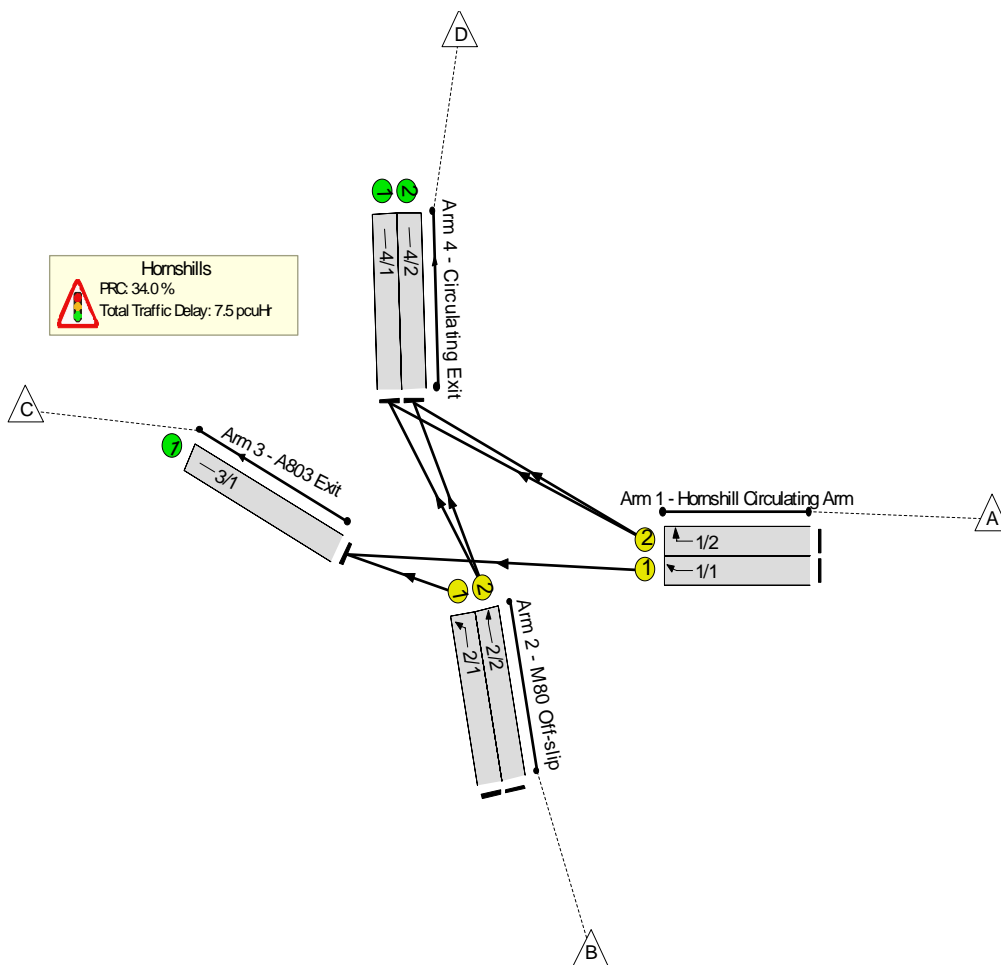 D
1 2
Arm 4 - Circulating Exit
4/1
4/2
Hornshills
PRC: 34.0 %
Total Traffic Delay: 7.5 pcuHr
C
1
Arm 3 - A803 Exit
3/1
Arm 1 - Hornshill Circulating Arm
A
2
1/2
1
1/1
1 2
2/1
2/2
Arm 2 - M80 Off-slip
B